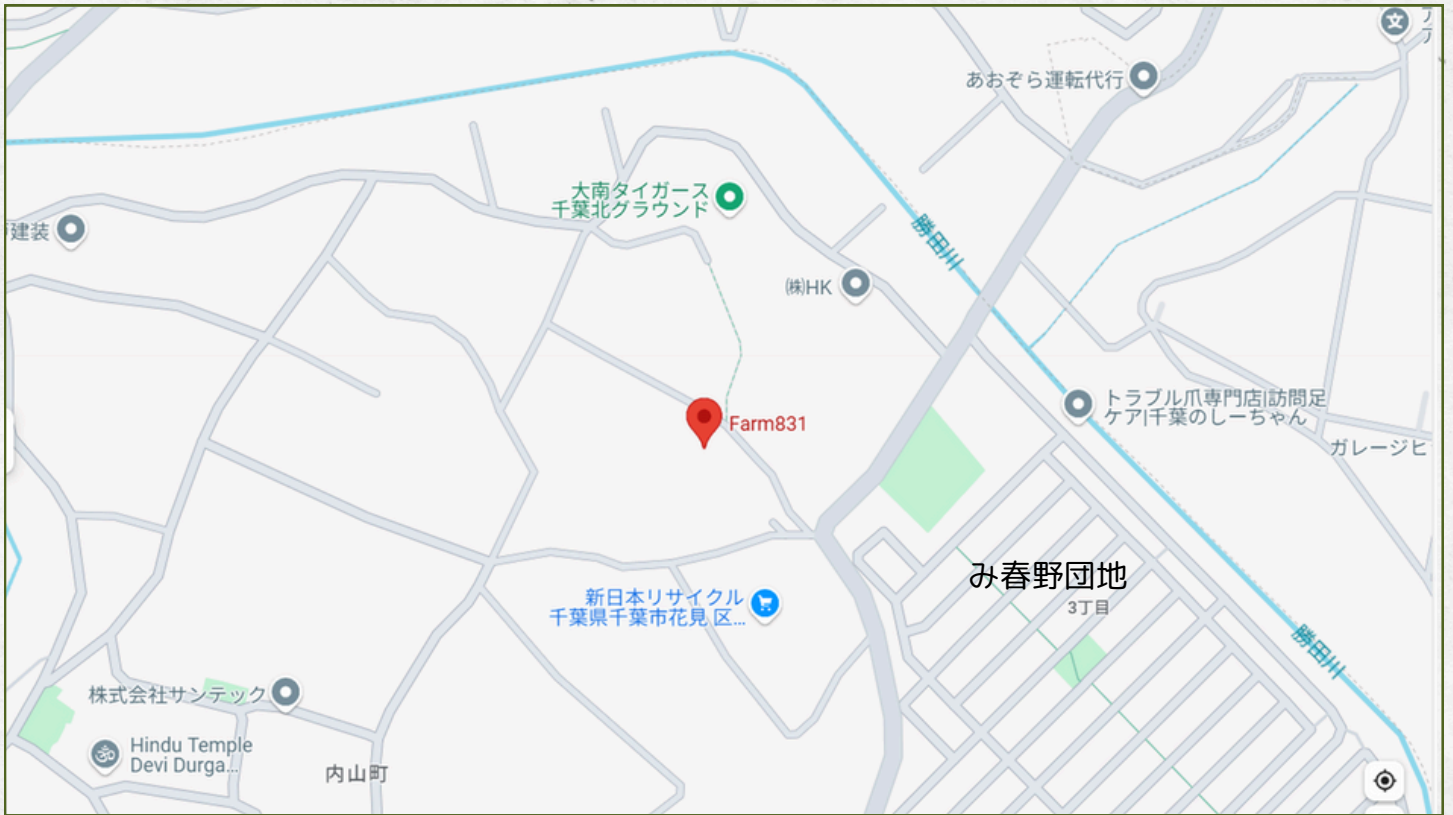 あおぞら運転代行
大南タイガース
千葉北グラウンド
建装
勝田川
㈱HK
トラブル爪専門店|訪問足
ケア|千葉のしーちゃん
Farm831
ガレージヒ
み春野団地
3丁目
新日本リサイクル
千葉県千葉市花見 区...
勝田川
株式会社サンテック
Hindu Temple
Devi Durga...
内山町